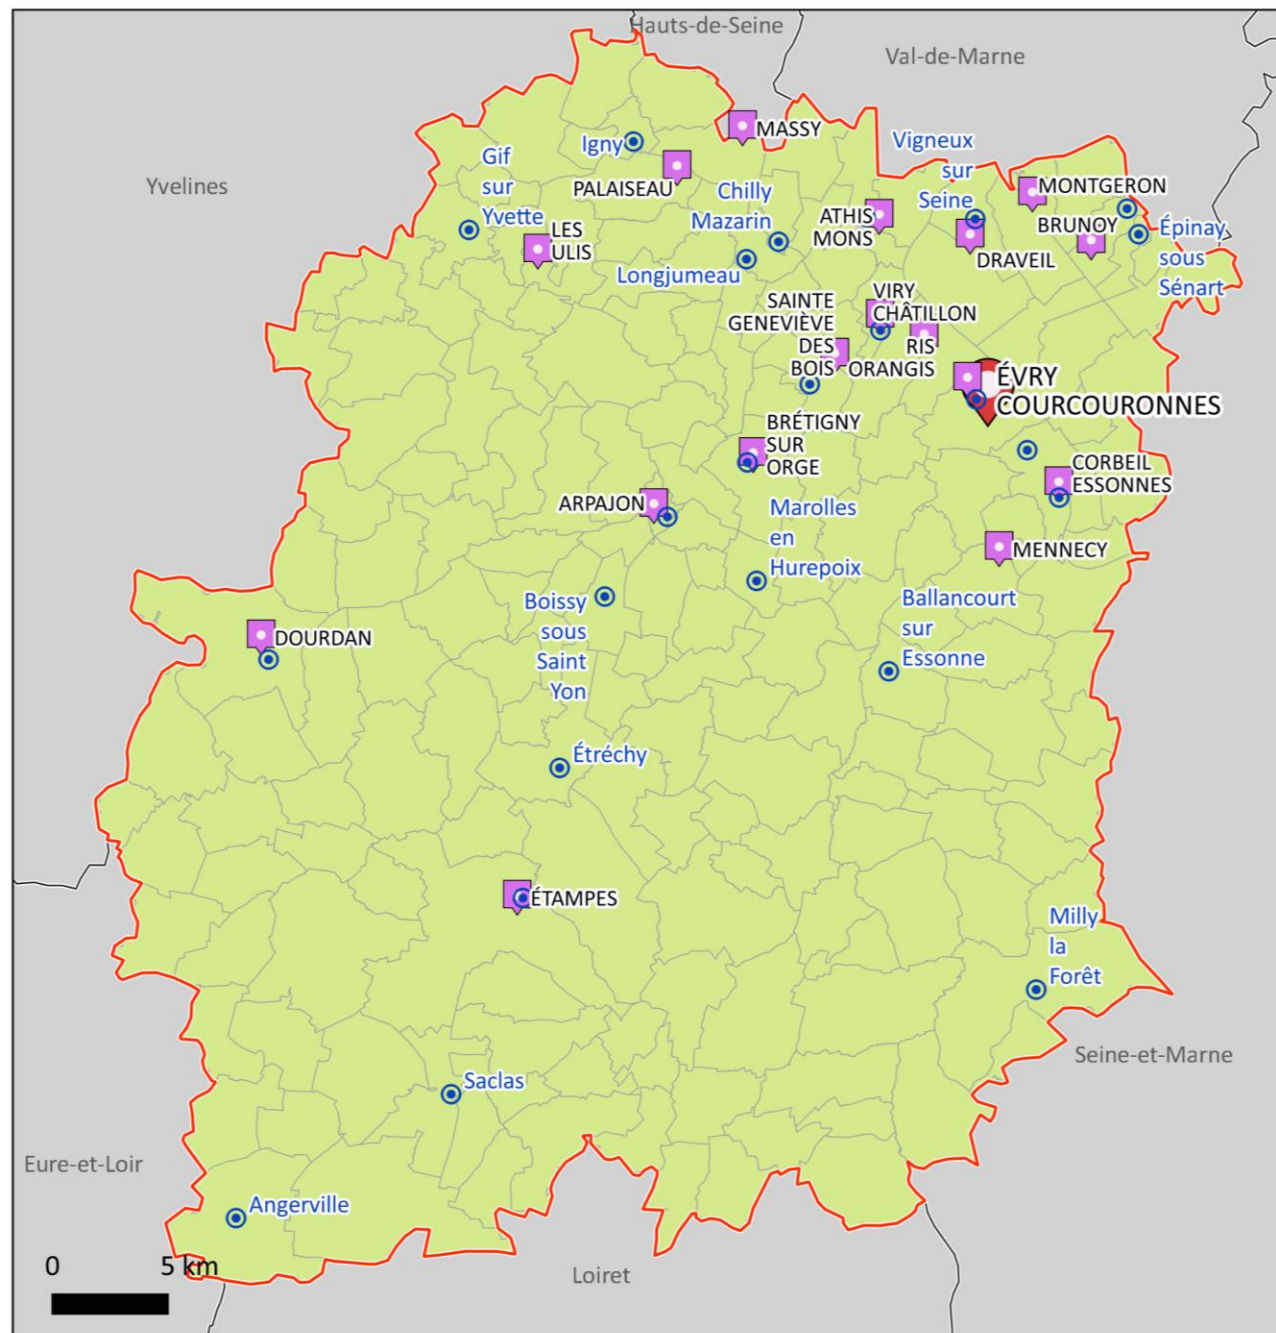 Hauts-de-Seine
Val-de-Marne
Yvelines
MASSY
Igny
PALAISEAU
Gif
sur
Yvette
LES
ULIS
Chilly
Mazarin
Longjumeau
ATHIS
MONS
Vigneux
sur
Seine
DRAVEIL
MONTGERON
BRUNOY
Épinay
sous
Sénart
VIRY
CHÂTILLON
SAINTE
GENEVIÈVE
DES
BOIS
RIS
ORANGIS
ÉVRY
COURCOURONNES
BRÉTIGNY
SUR
ORGE
CORBEIL
ESSONNES
ARPAJON
Marolles
en
Hurepoix
MENNECY
Boissy
sous
Saint
Yon
Ballancourt
sur
Essonne
DOURDAN
Étréchy
ÉTAMPES
Milly
la
Forêt
Seine-et-Marne
Saclas
Eure-et-Loir
Angerville
Loiret
0 5 km